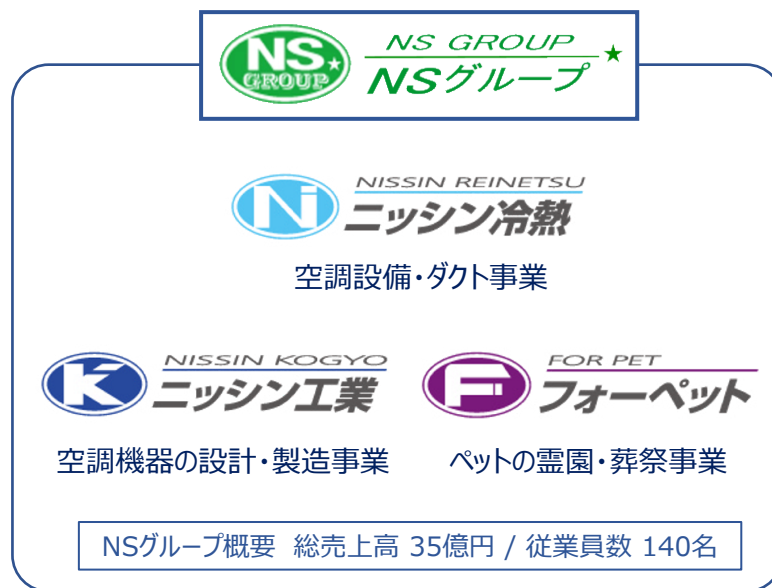 NS
GROUP
NS GROUP
NSグループ
Ni
NISSIN REINETSU
ニッシン冷熱
空調設備・ダクト事業
K
NISSIN KOGYO
ニッシン工業
空調機器の設計・製造事業
F
FOR PET
フォーペット
ペットの霊園・葬祭事業
NSグループ概要 総売上高 35億円 / 従業員数 140名